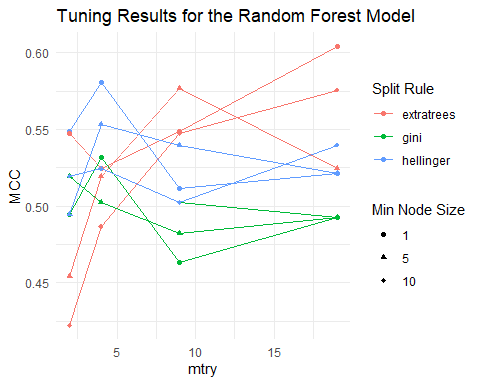 Tuning Results for the Random Forest Model
0.60
0.55
0.50
0.45
MCC
5
10
15
mtry
Split Rule
extratrees
gini
hellinger
Min Node Size
1
5
10